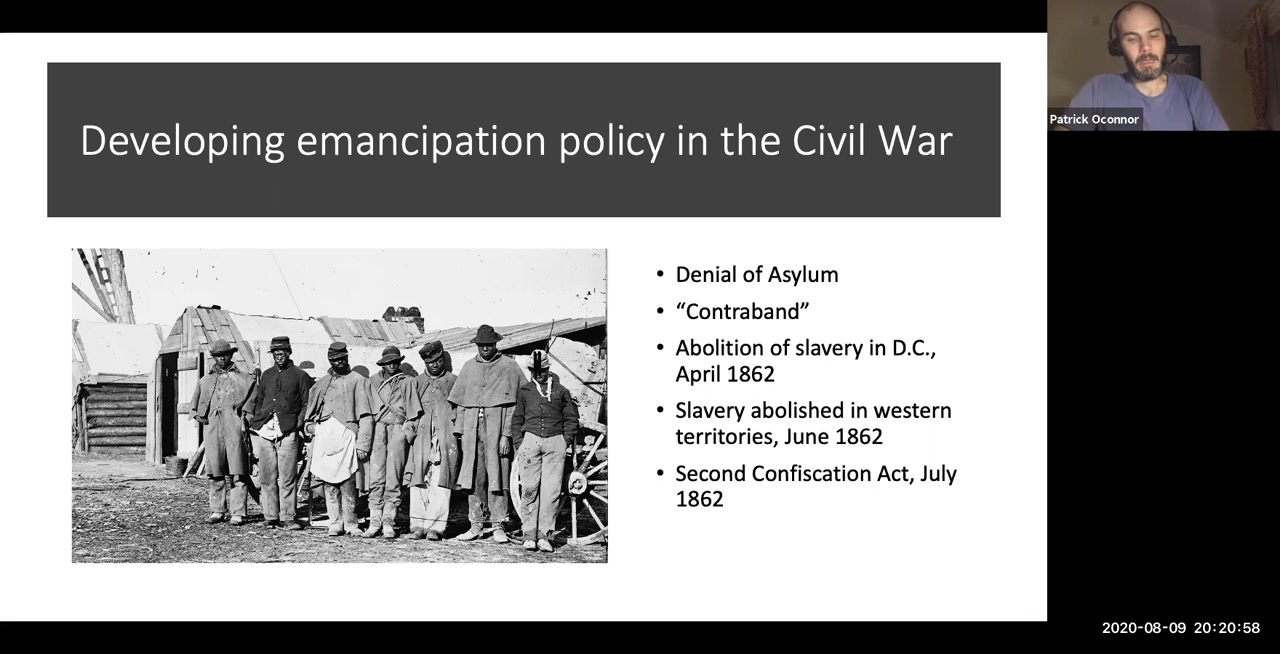 Developing emancipation policy in the Civil War
• Denial of Asylum
• “Contraband”
• Abolition of slavery in D.C.,
April 1862
• Slavery abolished in western
territories, June 1862
• Second Confiscation Act, July
1862
Patrick Oconnor
2020-08-09 20:20:58